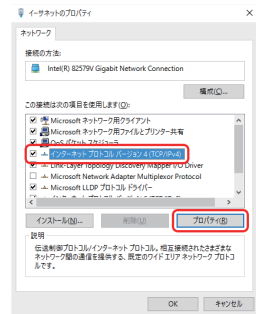 イーサネットのプロパティ
ネットワーク
接続の方法:
Intel(R) 82579V Gigabit Network Connection
構成(C)...
この接続は次の項目を使用します(O):
Microsoft ネットワーク用クライアント
Microsoft ネットワーク用ファイルとプリンター共有
QoS パケット スケジューラ
インターネット プロトコル バージョン 4 (TCP/IPv4)
Link-Layer Topology Discovery Mapper I/O Driver
Microsoft Network Adapter Multiplexor Protocol
Microsoft LLDP プロトコル ドライバー
インストール(N)...
削除(U)
プロパティ(R)
説明
伝送制御プロトコル/インターネット プロトコル。相互接続されたさまざまな
ネットワーク間の通信を提供する、既定のワイド エリア ネットワーク プロトコ
ルです。
OK
キャンセル